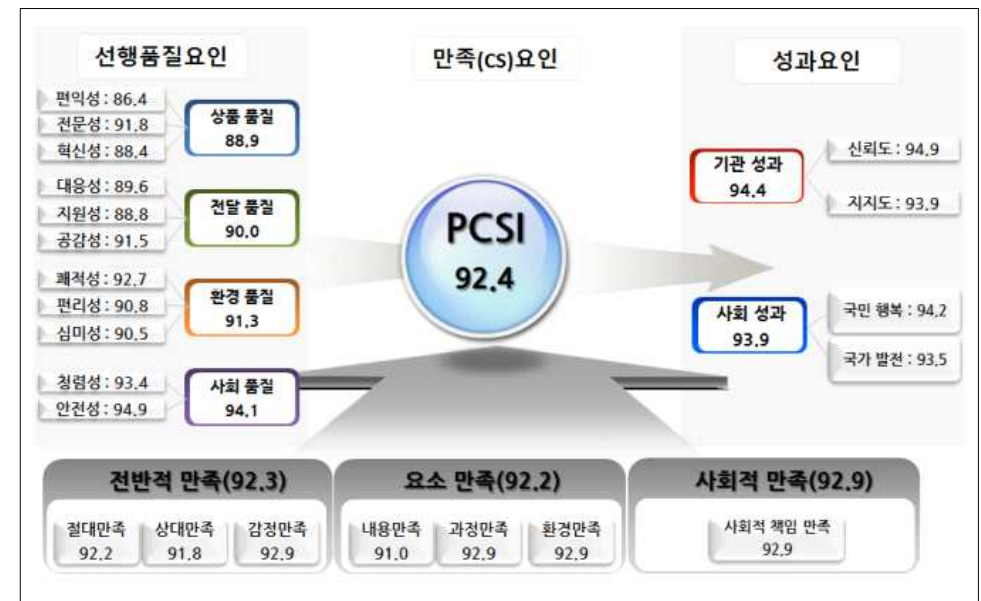 선행품질요인
편익성 : 86.4
전문성 : 91.8
혁신성 : 88.4
상품 품질
88.9
대응성 : 89.6
지원성 : 88.8
공감성 : 91.5
전달 품질
90.0
쾌적성 : 92.7
편리성 : 90.8
심미성 : 90.5
환경 품질
91.3
청렴성 : 93.4
안전성 : 94.9
사회 품질
94.1
만족(CS)요인
PCSI
92.4
성과요인
기관 성과
94.4
신뢰도 : 94.9
지지도 : 93.9
사회 성과
93.9
국민 행복 : 94.2
국가 발전 : 93.5
전반적 만족(92.3)
절대만족
92.2
상대만족
91.8
감정만족
92.9
요소 만족(92.2)
내용만족
91.0
과정만족
92.9
환경만족
92.9
사회적 만족(92.9)
사회적 책임 만족
92.9